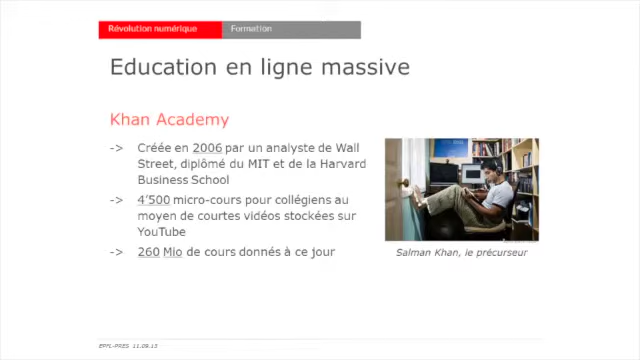 Révolution numérique Formation
Education en ligne massive
Khan Academy
-> Créée en 2006 par un analyste de Wall
Street, diplômé du MIT et de la Harvard
Business School
-> 4’500 micro-cours pour collégiens au
moyen de courtes vidéos stockées sur
YouTube
-> 260 Mio de cours donnés à ce jour
Salman Khan, le précurseur
EPFL-PRES 11.09.13